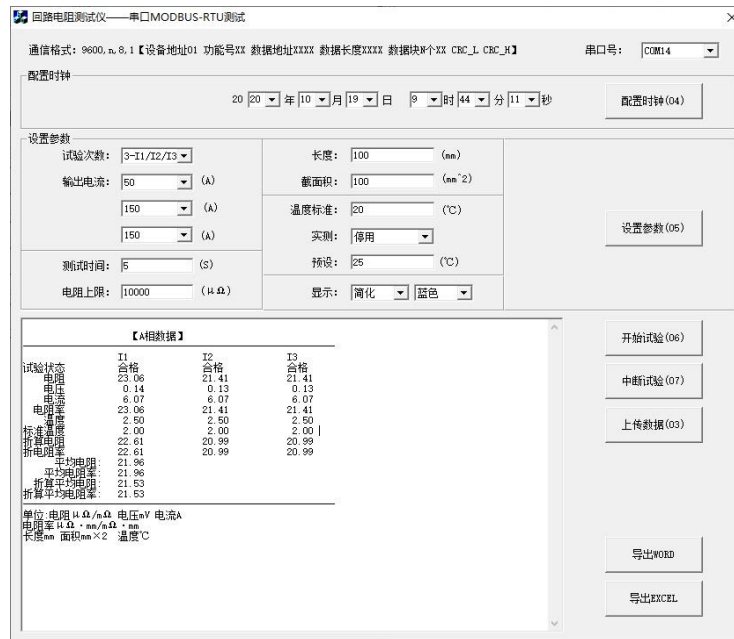 回路电阻测试仪——串口MODBUS-RTU测试
通信格式: 9600,n,8,1【设备地址01 功能号XX 数据地址XXXX 数据长度XXXX 数据块N个XX CRC_L CRC_H】 串口号: COM14
配置时钟
20 20 年 10 月 19 日 9 时 44 分 11 秒 配置时钟(04)
设置参数
试验次数: 3-I1/I2/I3 长度: 100 (mm)
输出电流: 50 (A) 截面积: 100 (mm^2)
150 (A) 温度标准: 20 (℃)
150 (A) 实测: 停用 设置参数(05)
测试时间: 5 (S) 预设: 25 (℃)
电阻上限: 10000 (μΩ) 显示: 简化 蓝色
【A相数据】 开始试验(06)
I1 I2 I3
试验状态 合格 合格 合格
电阻 23.06 21.41 21.41
电压 0.14 0.13 0.13 中断试验(07)
电流 6.07 6.07 6.07
电阻率 23.06 21.41 21.41
温度 2.50 2.50 2.50
标准温度 2.00 2.00 2.00 上传数据(03)
折算电阻 22.61 20.99 20.99
折电阻率 22.61 20.99 20.99
平均电阻: 21.96
平均电阻率: 21.96
折算平均电阻: 21.53
折算平均电阻率: 21.53
单位:电阻μΩ/mΩ 电压mV 电流A
电阻率μΩ·mm/mΩ·mm
长度mm 面积mm×2 温度℃
导出WORD
导出EXCEL